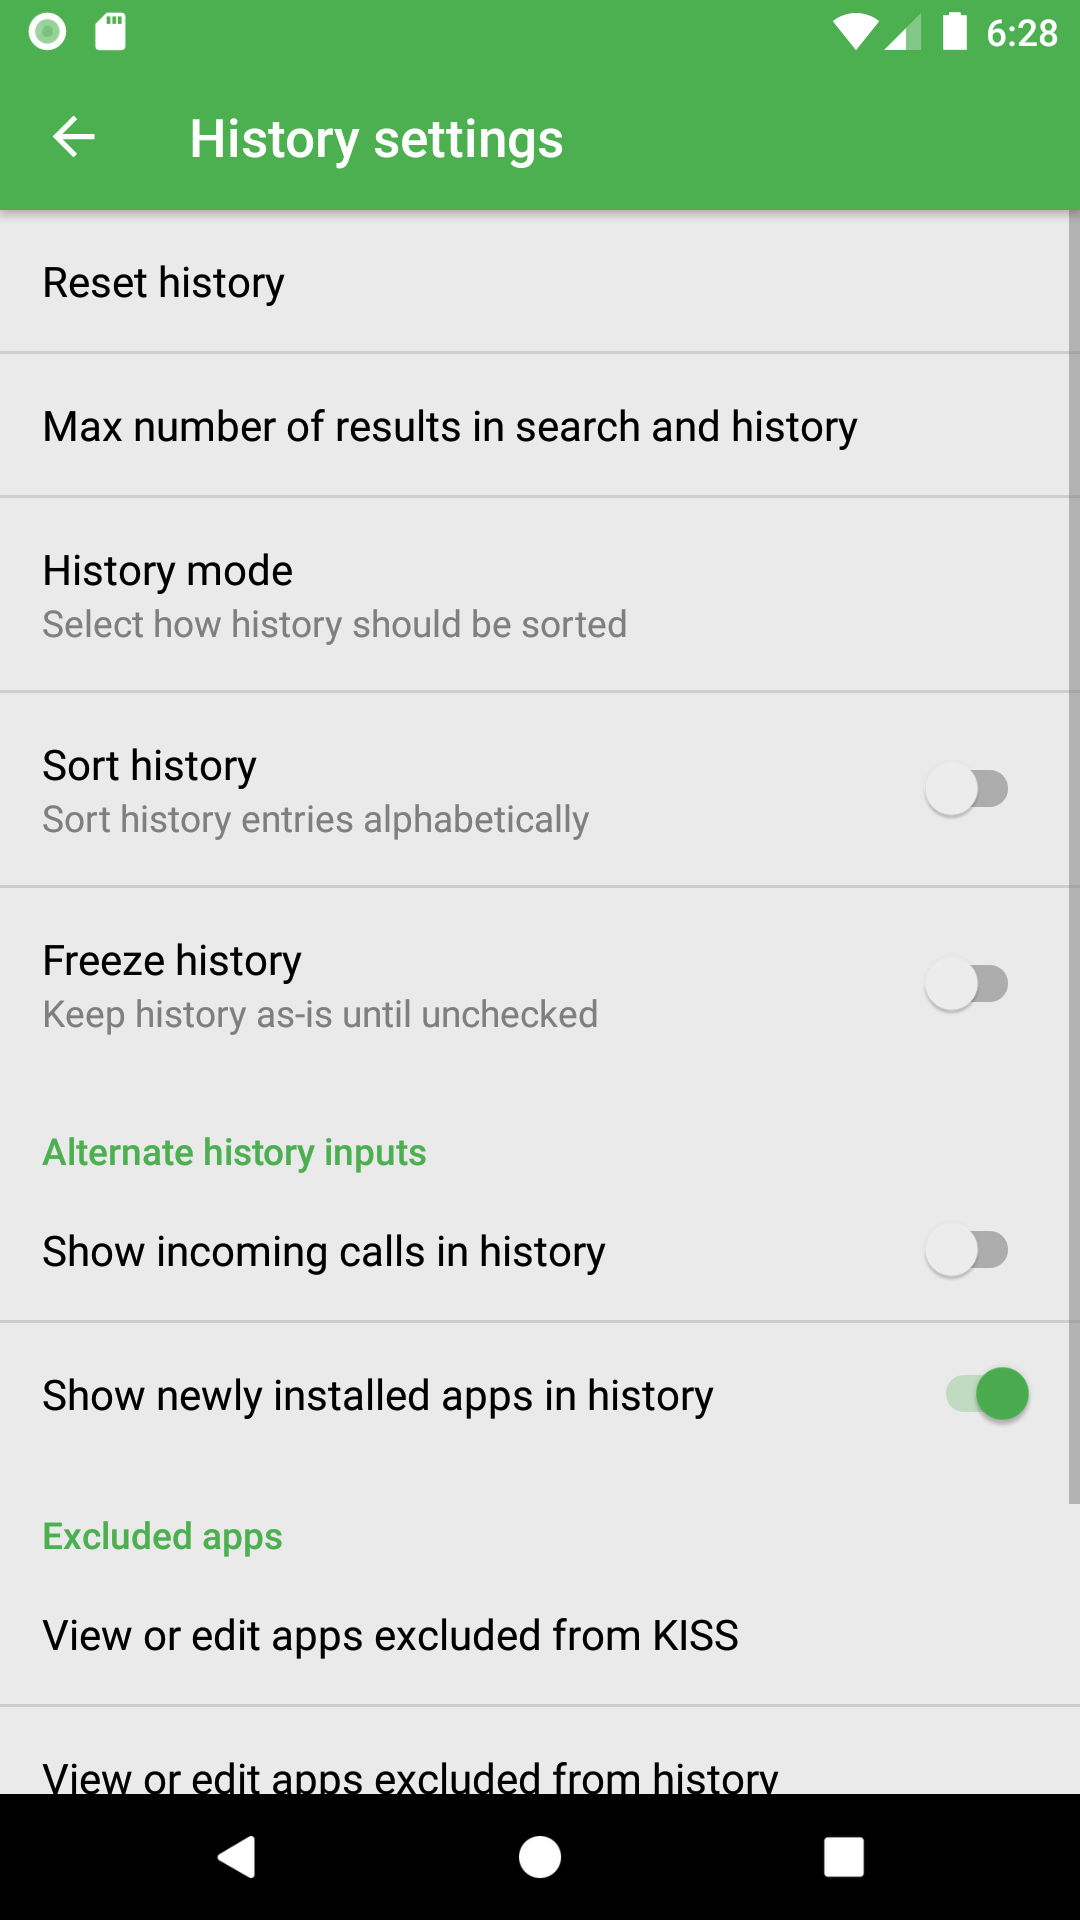 6:28
History settings
Reset history
Max number of results in search and history
History mode
Select how history should be sorted
Sort history
Sort history entries alphabetically
Freeze history
Keep history as-is until unchecked
Alternate history inputs
Show incoming calls in history
Show newly installed apps in history
Excluded apps
View or edit apps excluded from KISS
View or edit apps excluded from history